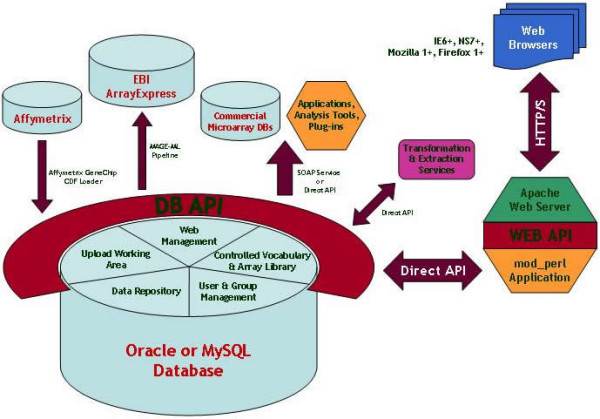 IE6+, NS7+,
Mozilla 1+, Firefox 1+
Web
Browsers
EBI
ArrayExpress
Affymetrix
Commercial
Microarray DBs
Applications,
Analysis Tools,
Plug-ins
HTTP/S
MAGE-ML
Pipeline
Affymetrix GeneChip
CDF Loader
SOAP Service
or
Direct API
Transformation
& Extraction
Services
Direct API
Apache
Web Server
WEB API
mod_perl
Application
DB API
Web
Management
Upload Working
Area
Controlled Vocabulary
& Array Library
Data Repository
User & Group
Management
Direct API
Oracle or MySQL
Database